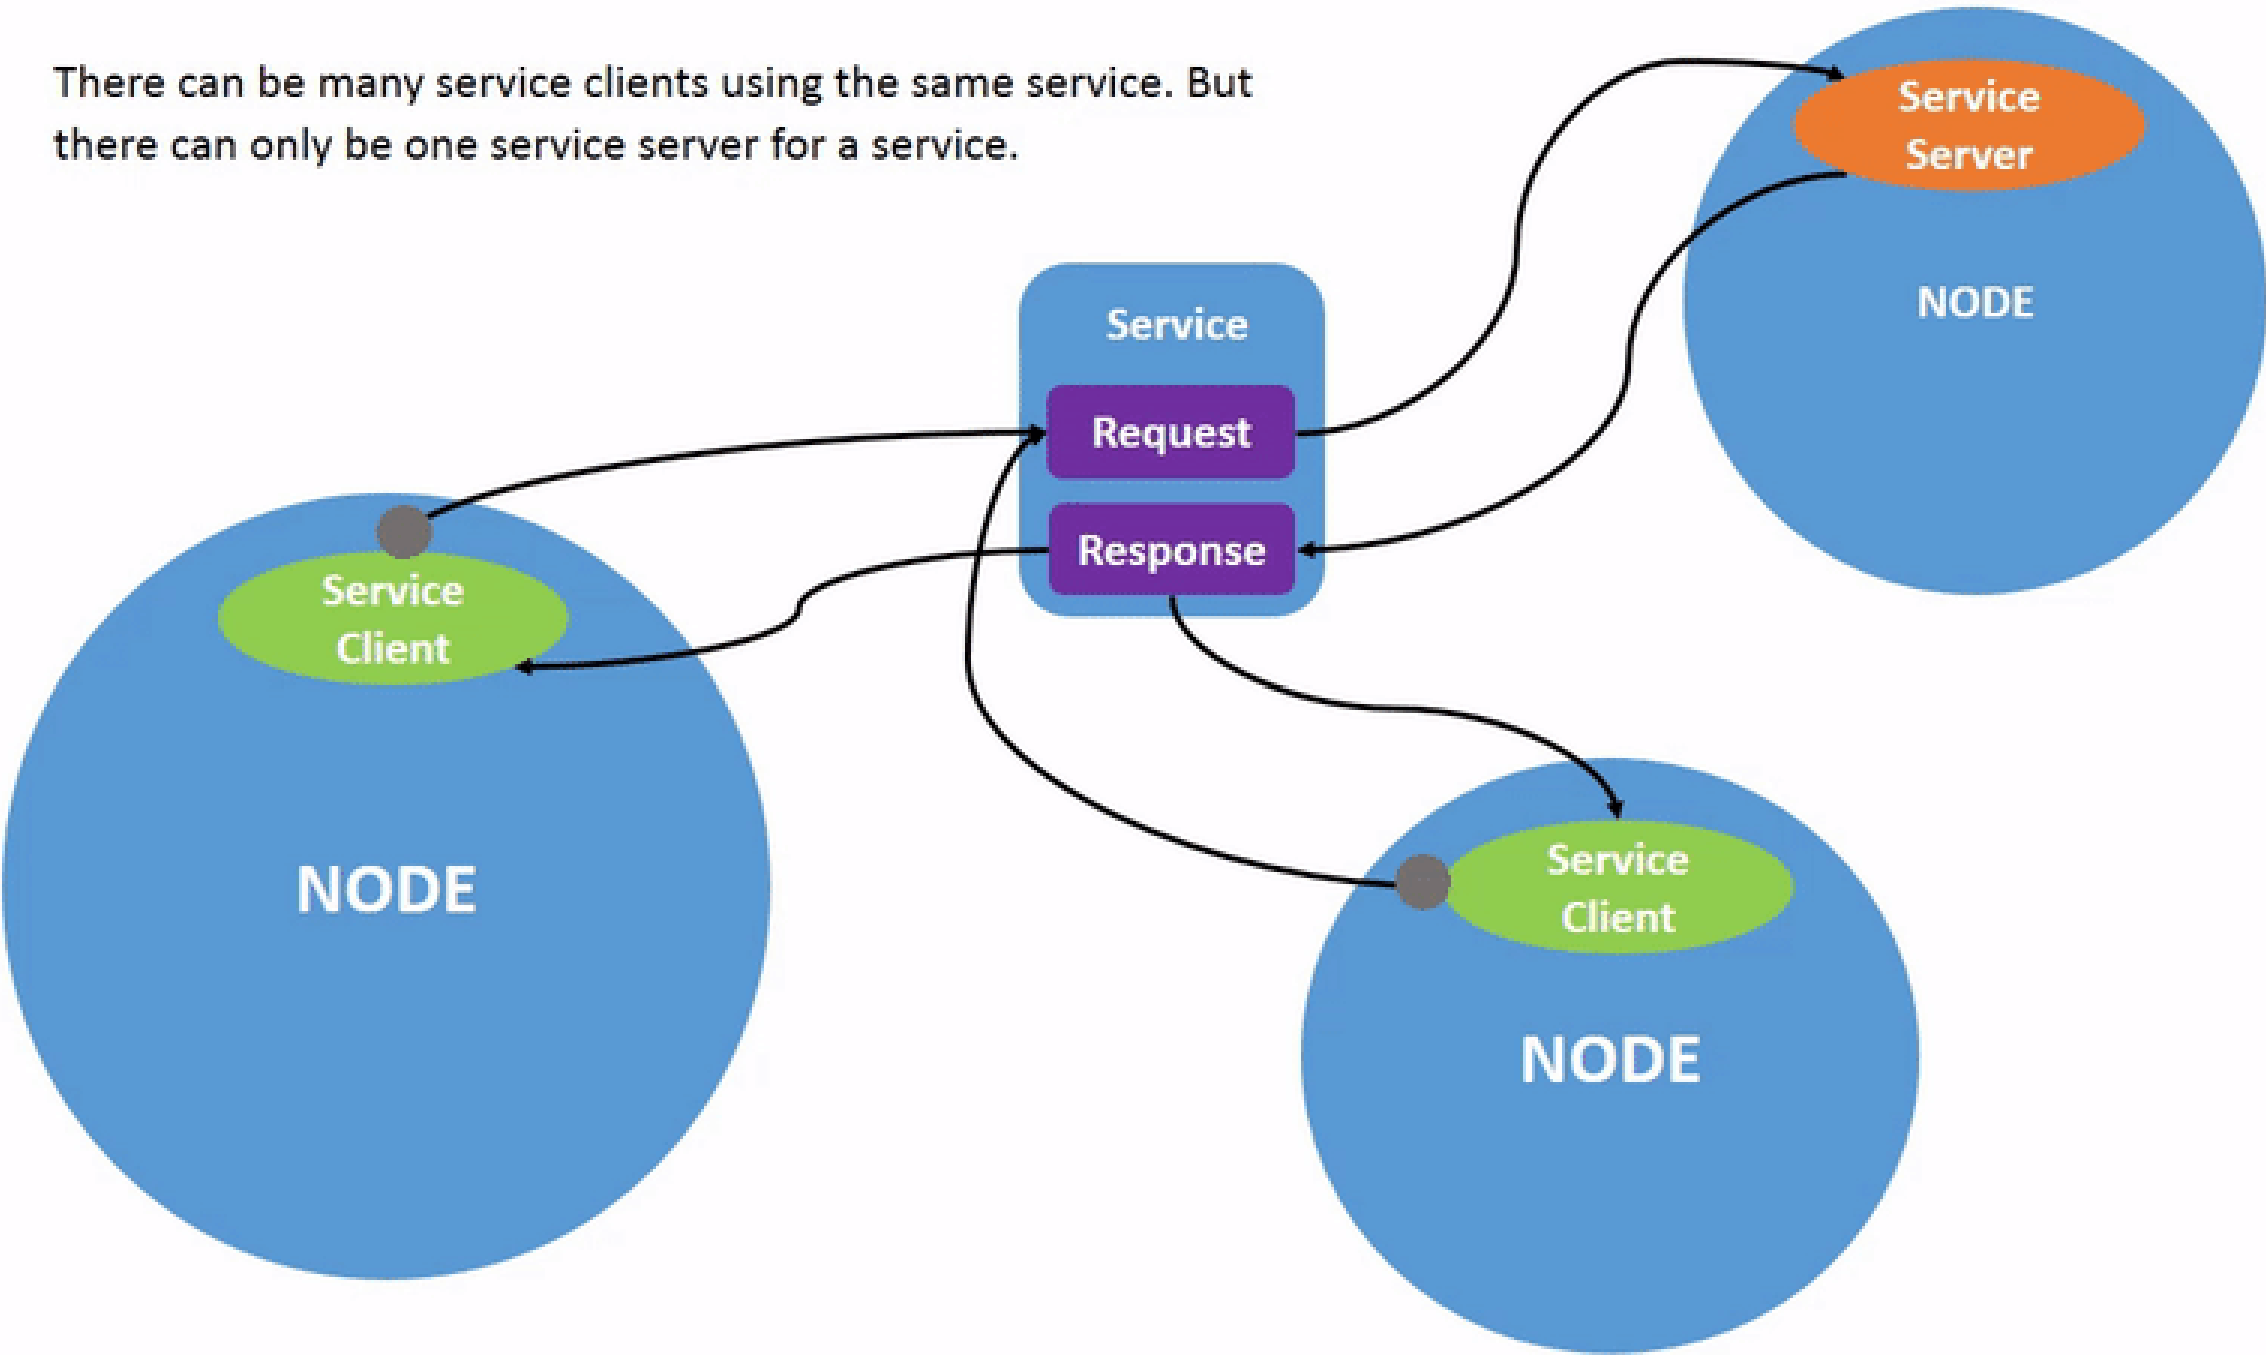 There can be many service clients using the same service. But
there can only be one service server for a service.
Service
Server
NODE
Service
Request
Response
Service
Client
NODE
Service
Client
NODE